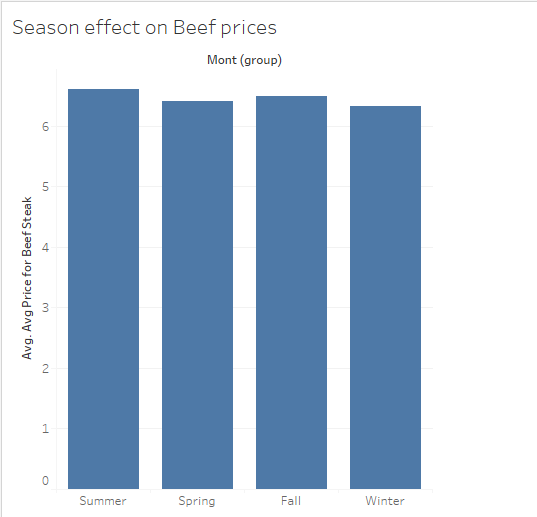 Season effect on Beef prices
Mont (group)
Avg. Avg Price for Beef Steak
6
5
4
3
2
1
0
Summer Spring Fall Winter